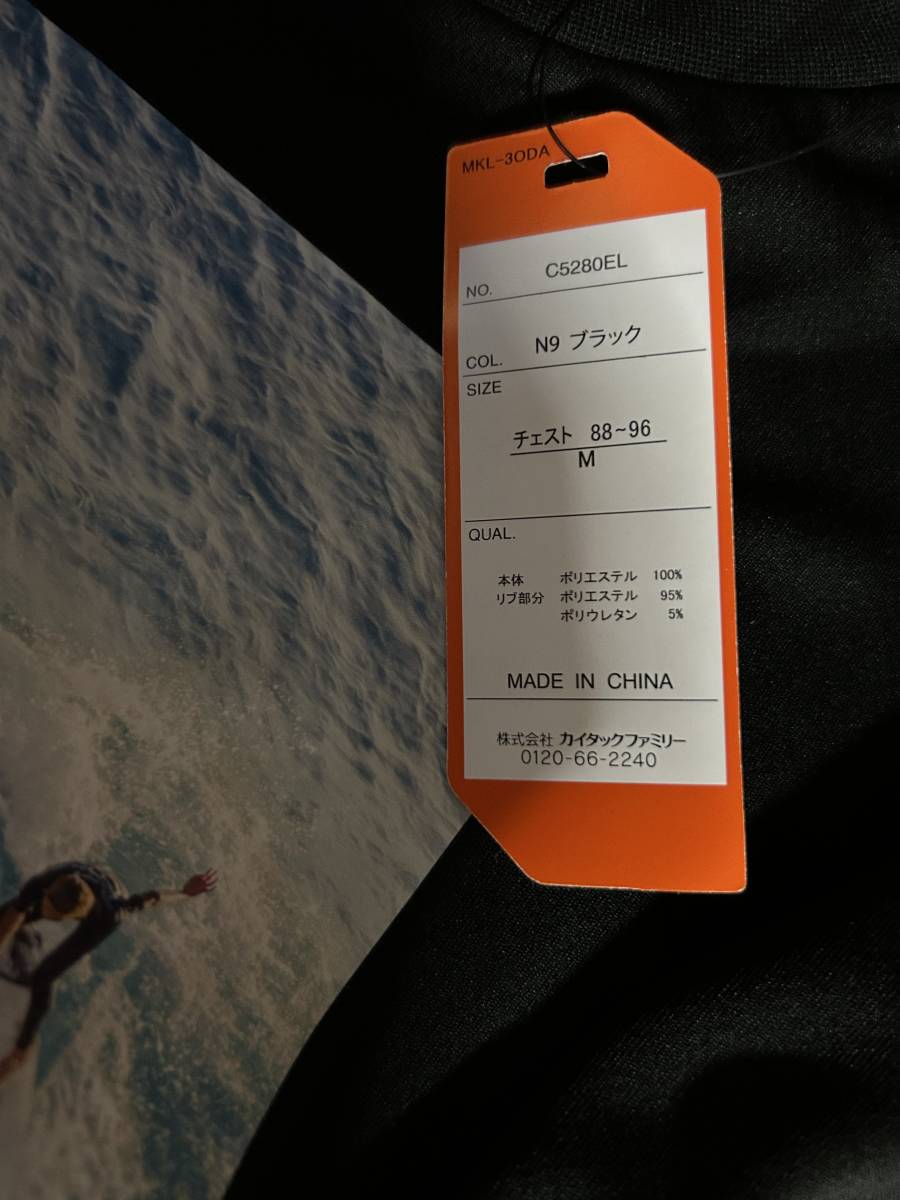 MKL-3ODA
NO. C5280EL
COL. N9 ブラック
SIZE
チェスト 88~96
M
QUAL.
本体 ポリエステル 100%
リブ部分 ポリエステル 95%
ポリウレタン 5%
MADE IN CHINA
株式会社 カイタックファミリー
0120-66-2240